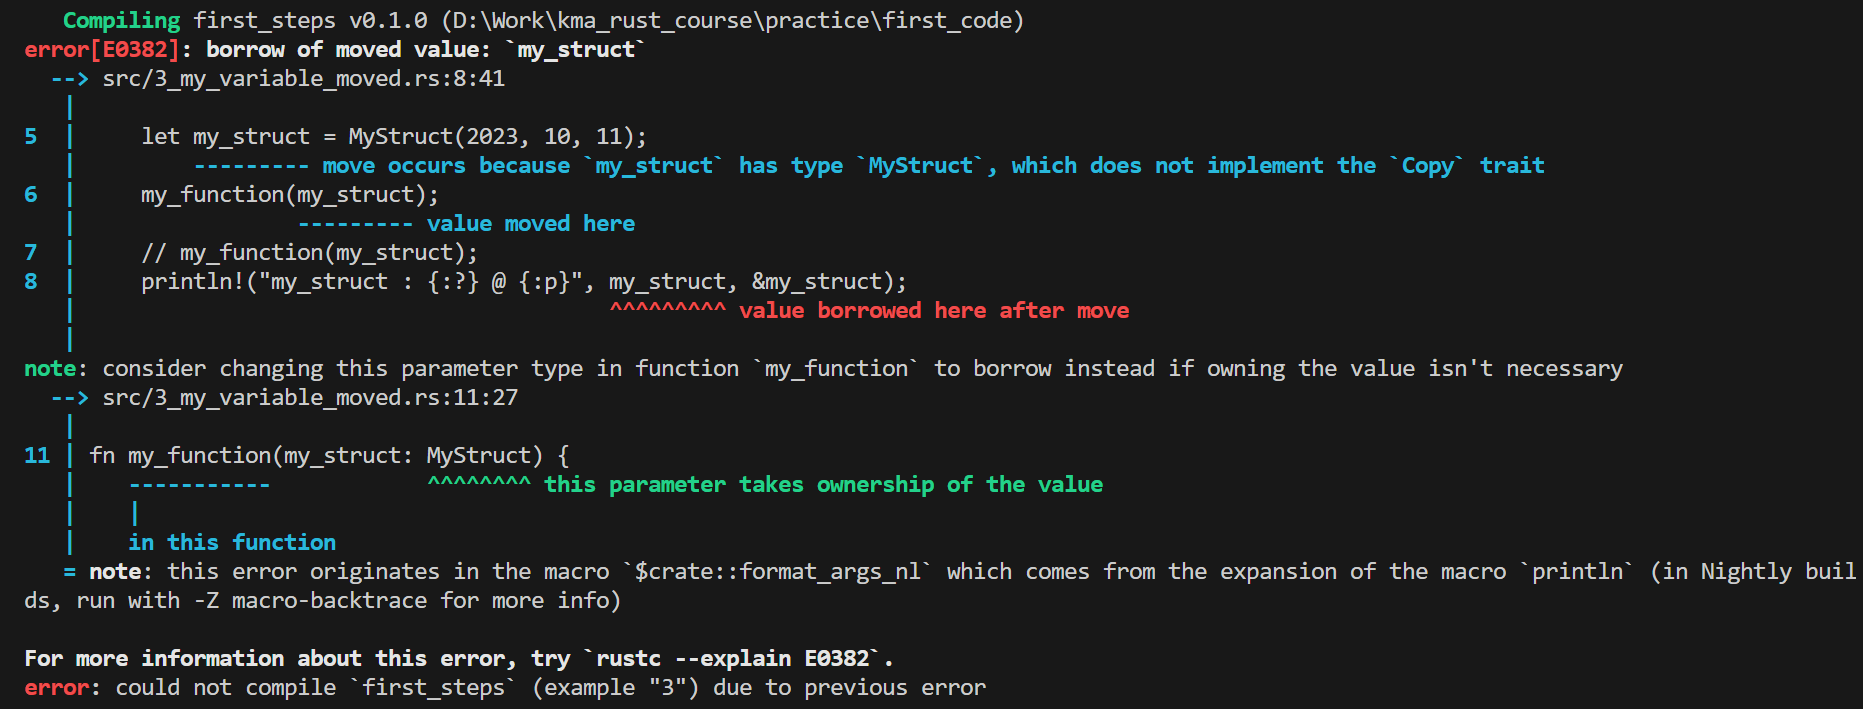 Compiling first_steps v0.1.0 (D:\Work\kma_rust_course\practice\first_code)
error[E0382]: borrow of moved value: `my_struct`
  --> src/3_my_variable_moved.rs:8:41
   |
5  |     let my_struct = MyStruct(2023, 10, 11);
   |         --------- move occurs because `my_struct` has type `MyStruct`, which does not implement the `Copy` trait
6  |     my_function(my_struct);
   |                 --------- value moved here
7  |     // my_function(my_struct);
8  |     println!("my_struct : {:?} @ {:p}", my_struct, &my_struct);
   |                                         ^^^^^^^^^ value borrowed here after move
   |
note: consider changing this parameter type in function `my_function` to borrow instead if owning the value isn't necessary
  --> src/3_my_variable_moved.rs:11:27
   |
11 | fn my_function(my_struct: MyStruct) {
   |    -----------            ^^^^^^^^ this parameter takes ownership of the value
   |    |
   |    in this function
   = note: this error originates in the macro `$crate::format_args_nl` which comes from the expansion of the macro `println` (in Nightly buil
ds, run with -Z macro-backtrace for more info)

For more information about this error, try `rustc --explain E0382`.
error: could not compile `first_steps` (example "3") due to previous error